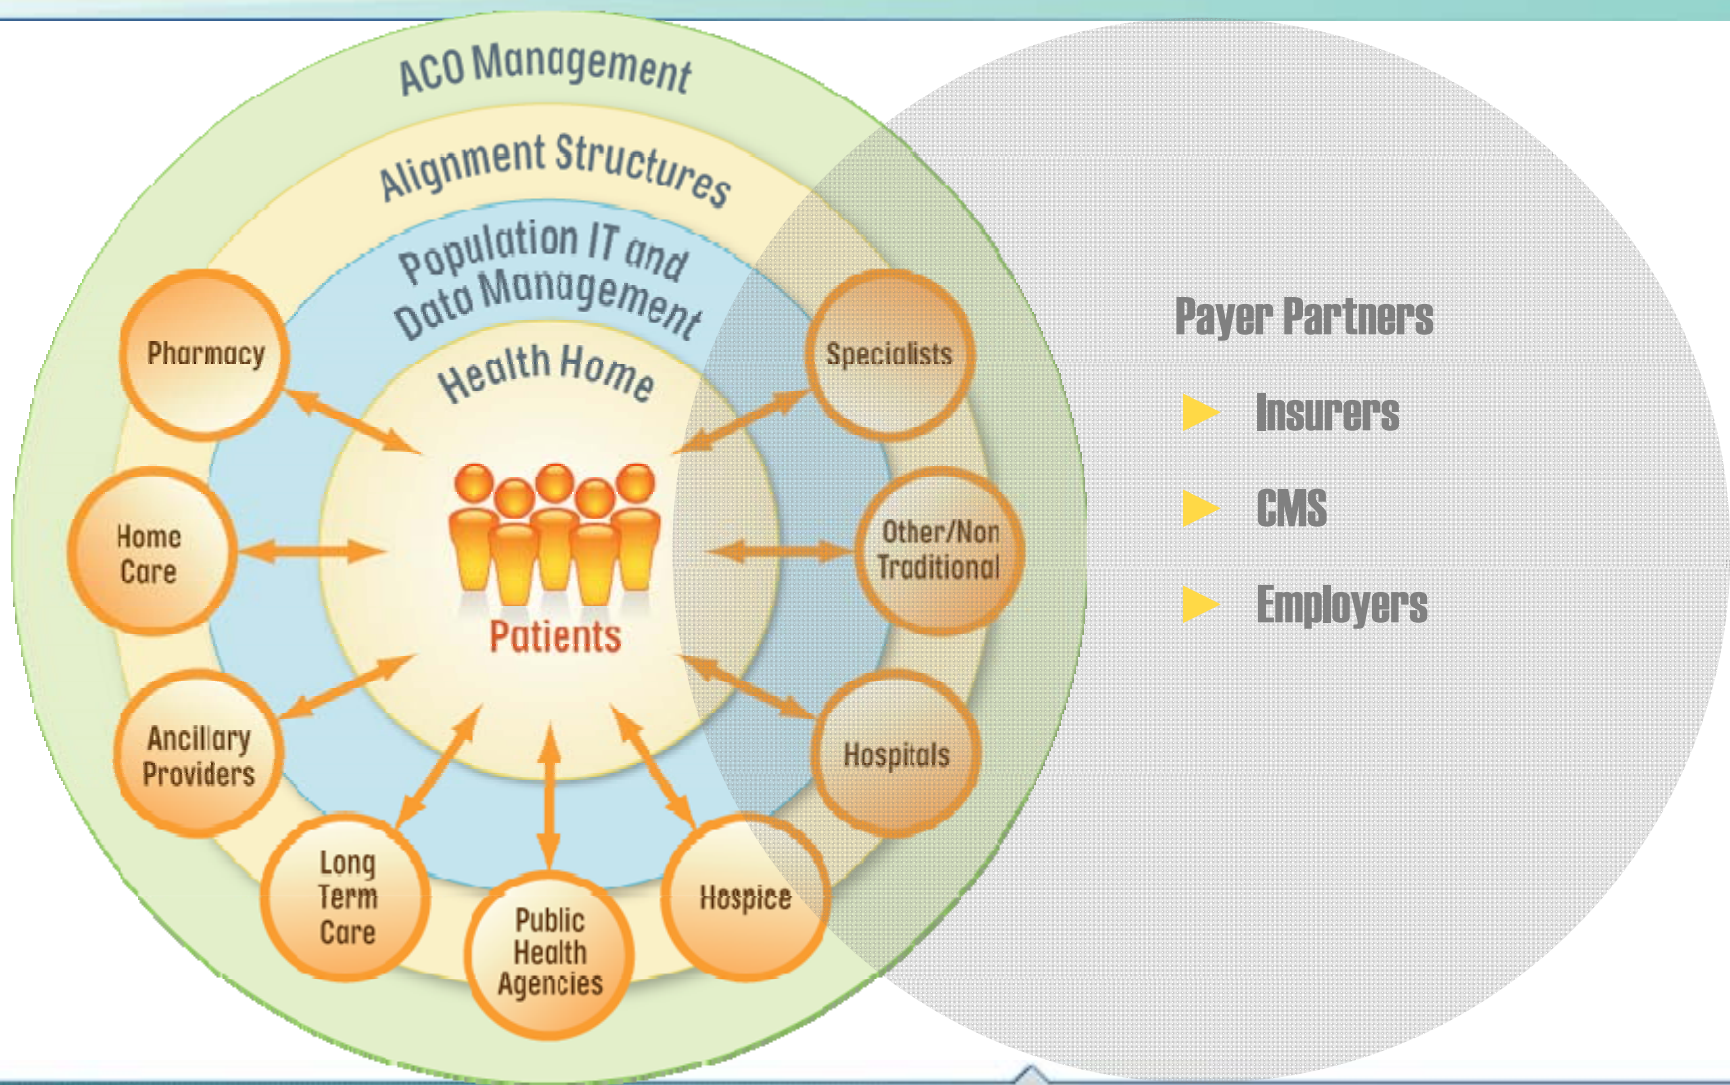 ACO Management
Alignment Structures
Population IT and
Data Management
Health Home
Pharmacy
Specialists
Home
Care
Other/Non
Traditional
Patients
Ancillary
Providers
Hospitals
Long
Term
Care
Hospice
Public
Health
Agencies
Payer Partners
Insurers
CMS
Employers